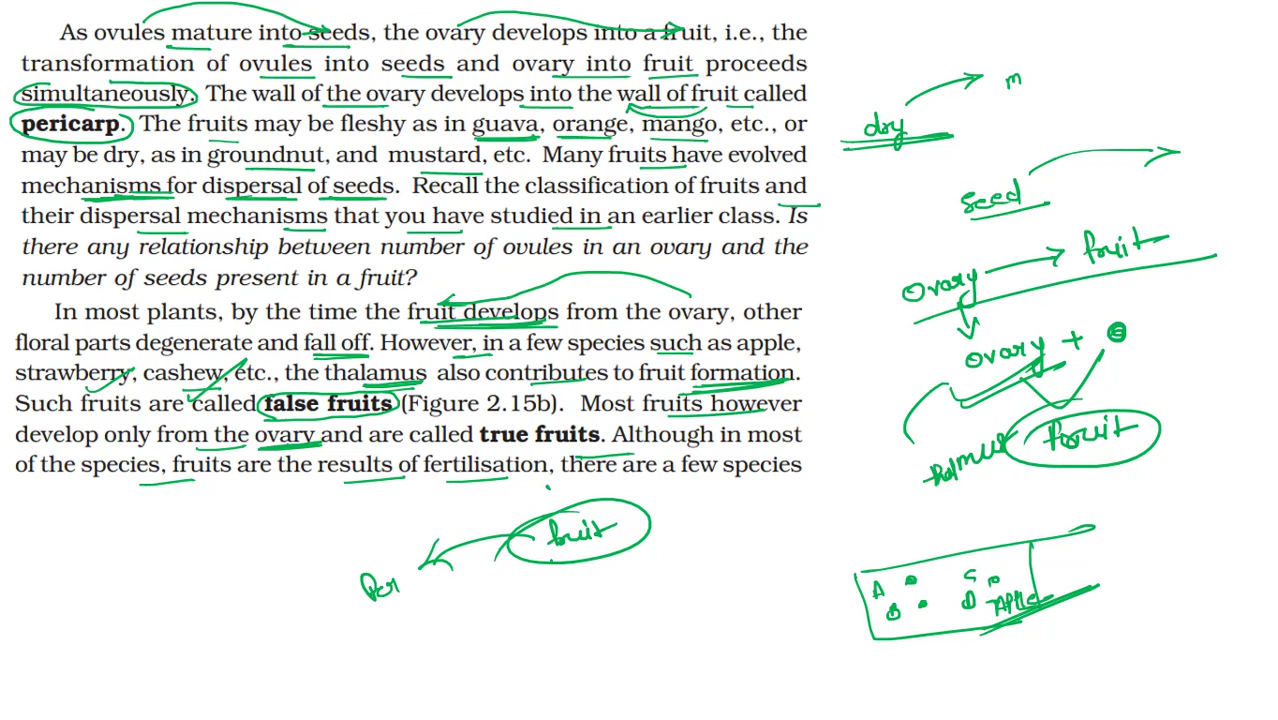 As ovules mature into seeds, the ovary develops into a fruit, i.e., the
transformation of ovules into seeds and ovary into fruit proceeds
simultaneously. The wall of the ovary develops into the wall of fruit called
pericarp. The fruits may be fleshy as in guava, orange, mango, etc., or
may be dry, as in groundnut, and mustard, etc. Many fruits have evolved
mechanisms for dispersal of seeds. Recall the classification of fruits and
their dispersal mechanisms that you have studied in an earlier class. Is
there any relationship between number of ovules in an ovary and the
number of seeds present in a fruit?
In most plants, by the time the fruit develops from the ovary, other
floral parts degenerate and fall off. However, in a few species such as apple,
strawberry, cashew, etc., the thalamus also contributes to fruit formation.
Such fruits are called false fruits (Figure 2.15b). Most fruits however
develop only from the ovary and are called true fruits. Although in most
of the species, fruits are the results of fertilisation, there are a few species
m
dry
seed
Ovary fruit
Ovary +
fruit
fruit
Per
A C
B D Apple